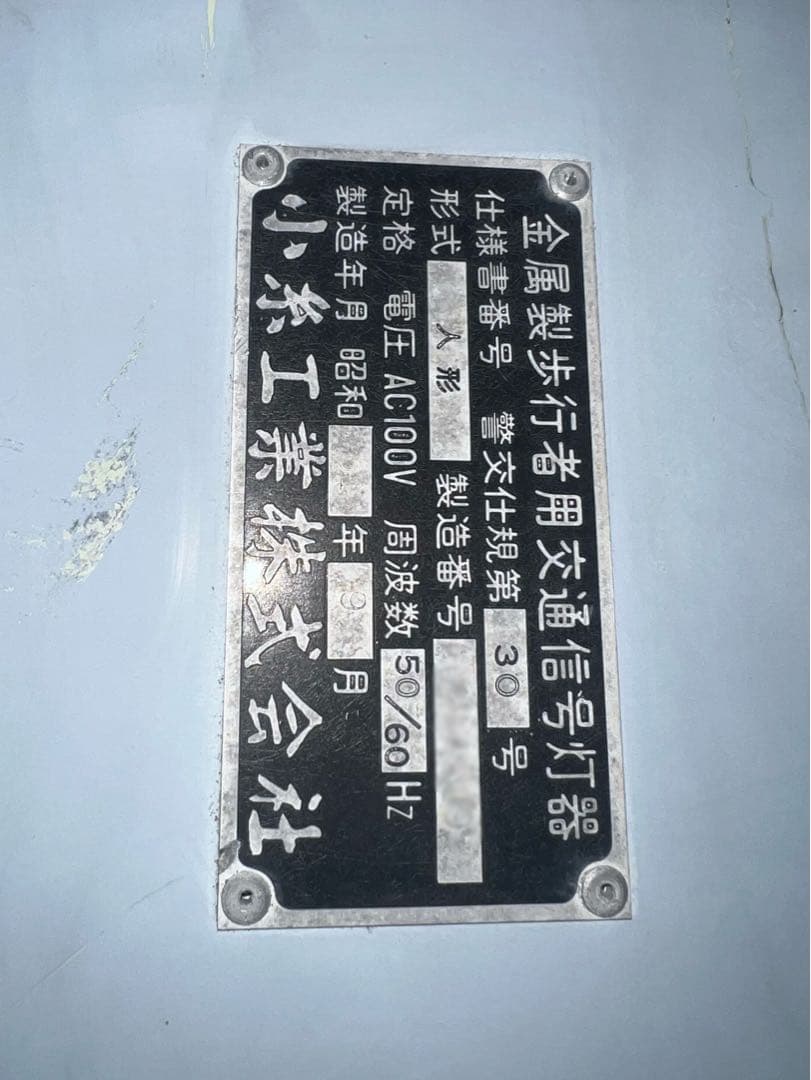 金属製歩行者用交通信号灯器
仕様書番号 警交仕規第 30 号
形式 人形 製造番号
定格 電圧 AC100V 周波数 50/60 Hz
製造年月 昭和 年 9 月
小糸工業株式会社